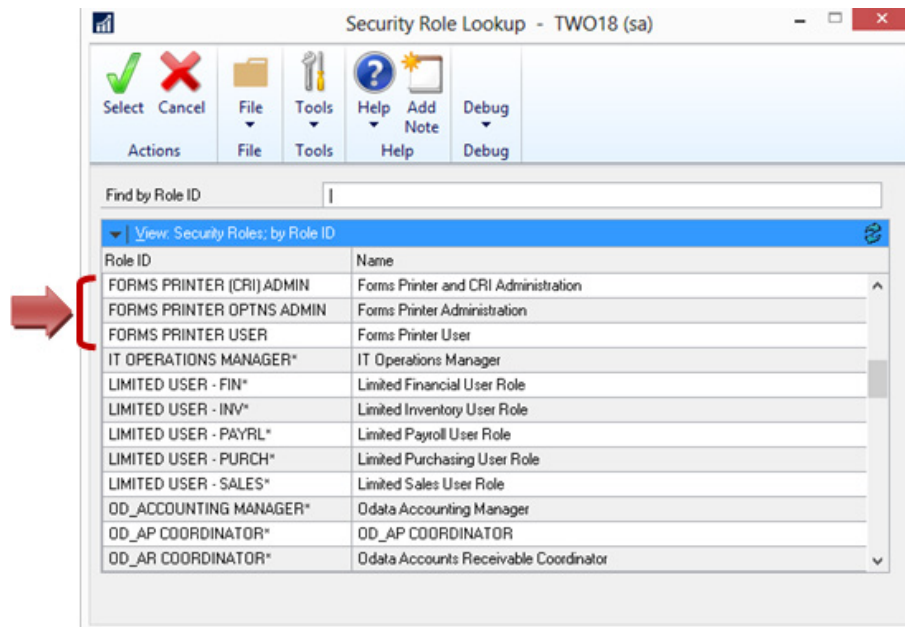 Security Role Lookup - TWO18 (sa)
Select Cancel File Tools Help Add Note Debug
Actions File Tools Help Debug
Find by Role ID
View: Security Roles; by Role ID
Role ID Name
FORMS PRINTER (CRI) ADMIN Forms Printer and CRI Administration
FORMS PRINTER OPTNS ADMIN Forms Printer Administration
FORMS PRINTER USER Forms Printer User
IT OPERATIONS MANAGER* IT Operations Manager
LIMITED USER - FIN* Limited Financial User Role
LIMITED USER - INV* Limited Inventory User Role
LIMITED USER - PAYRL* Limited Payroll User Role
LIMITED USER - PURCH* Limited Purchasing User Role
LIMITED USER - SALES* Limited Sales User Role
OD_ACCOUNTING MANAGER* Odata Accounting Manager
OD_AP COORDINATOR* OD_AP COORDINATOR
OD_AR COORDINATOR* Odata Accounts Receivable Coordinator